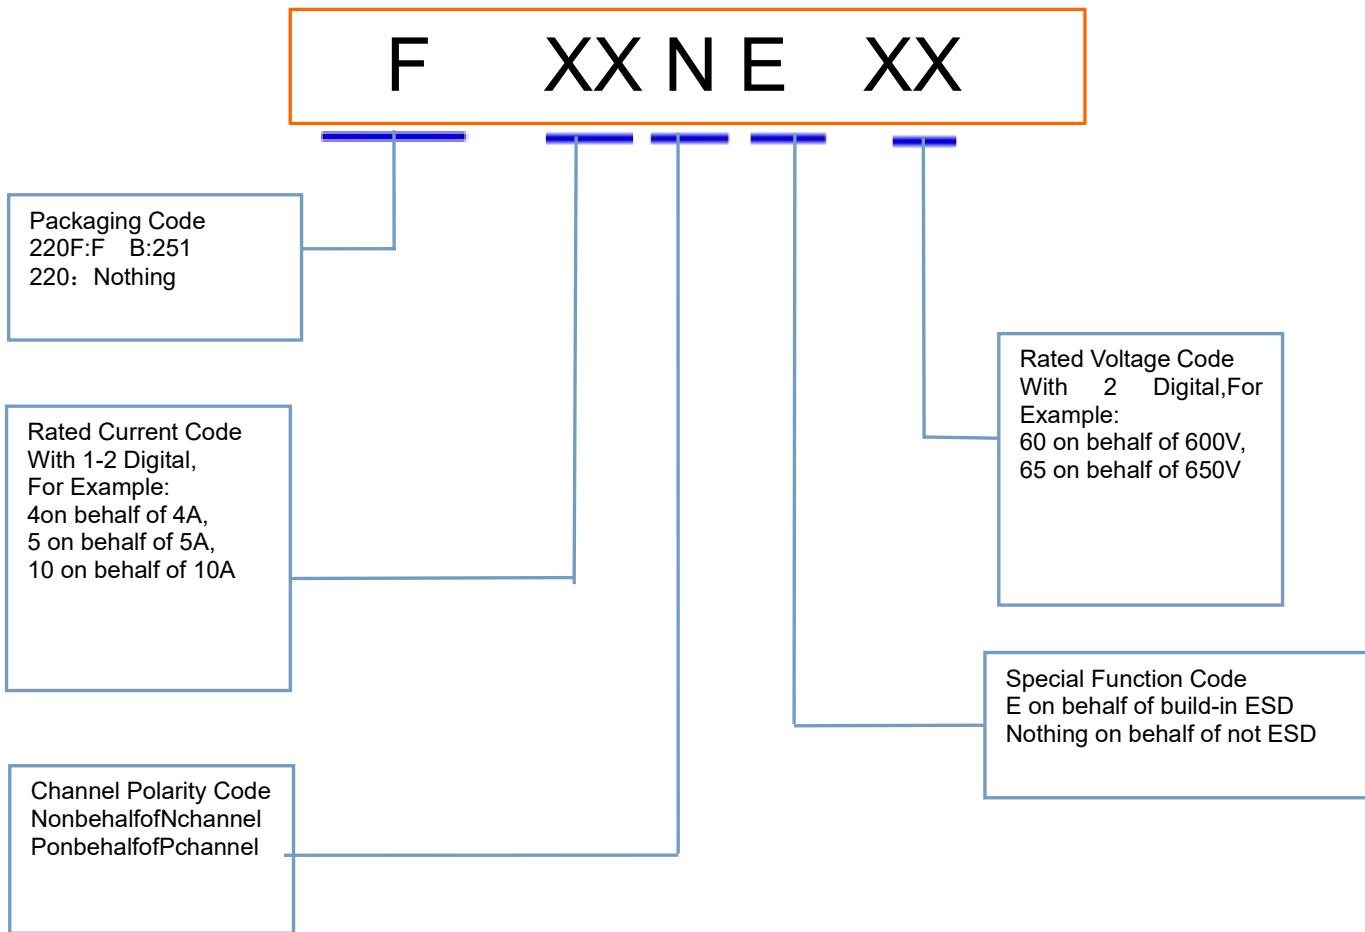 F XX N E XX
Packaging Code
220F:F B:251
220：Nothing
Rated Current Code
With 1-2 Digital,
For Example:
4on behalf of 4A,
5 on behalf of 5A,
10 on behalf of 10A
Channel Polarity Code
NonbehalfofNchannel
PonbehalfofPchannel
Rated Voltage Code
With 2 Digital,For
Example:
60 on behalf of 600V,
65 on behalf of 650V
Special Function Code
E on behalf of build-in ESD
Nothing on behalf of not ESD